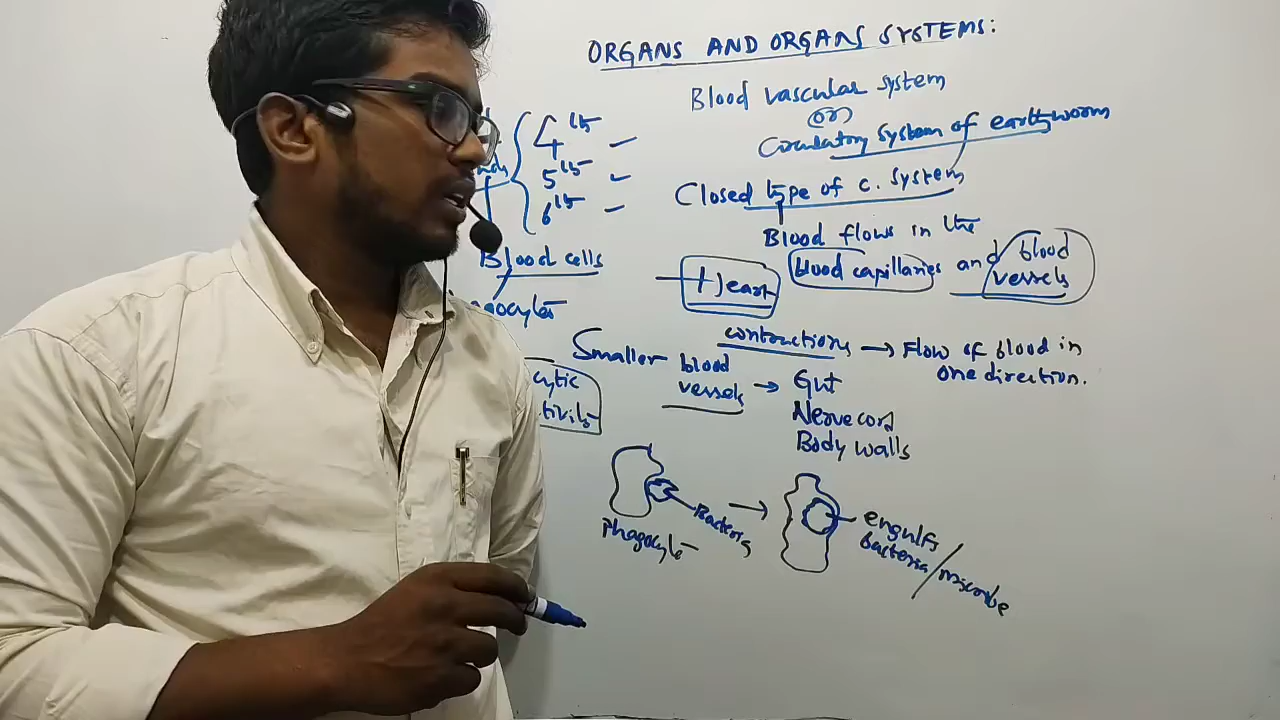 ORGANS AND ORGANS SYSTEMS:
Blood vascular system
(or)
Circulatory system of earthworm
4th
5th
6th
Closed type of c. system
Blood flows in the
blood capillaries and blood vessels
Heart
Blood cells
contractions → Flow of blood in
one direction.
Smaller blood vessels → Gut
Nerve cord
Body walls
Phagocyte
Bacteria
engulfs
bacteria/microbe